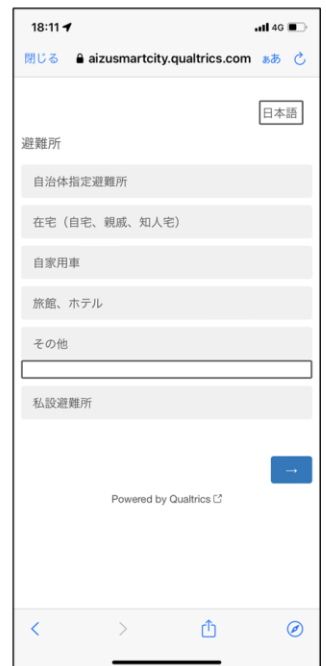 18:11
4G
閉じる aizusmartcity.qualtrics.com ああ
日本語
避難所
自治体指定避難所
在宅（自宅、親戚、知人宅）
自家用車
旅館、ホテル
その他
私設避難所
→
Powered by Qualtrics